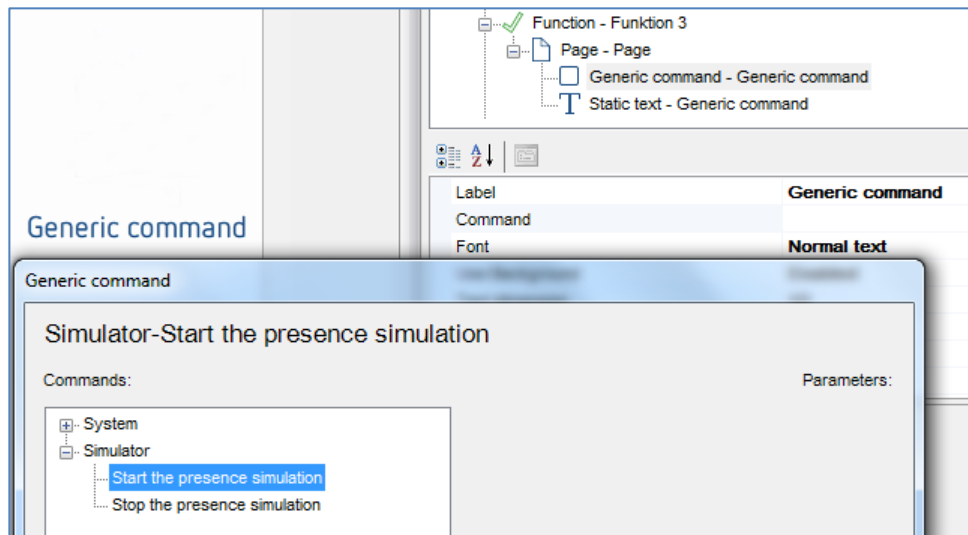 Function - Funktion 3
Page - Page
Generic command - Generic command
Static text - Generic command
Label Generic command
Command
Font Normal text
Generic command
Generic command
Simulator-Start the presence simulation
Commands: Parameters:
System
Simulator
Start the presence simulation
Stop the presence simulation